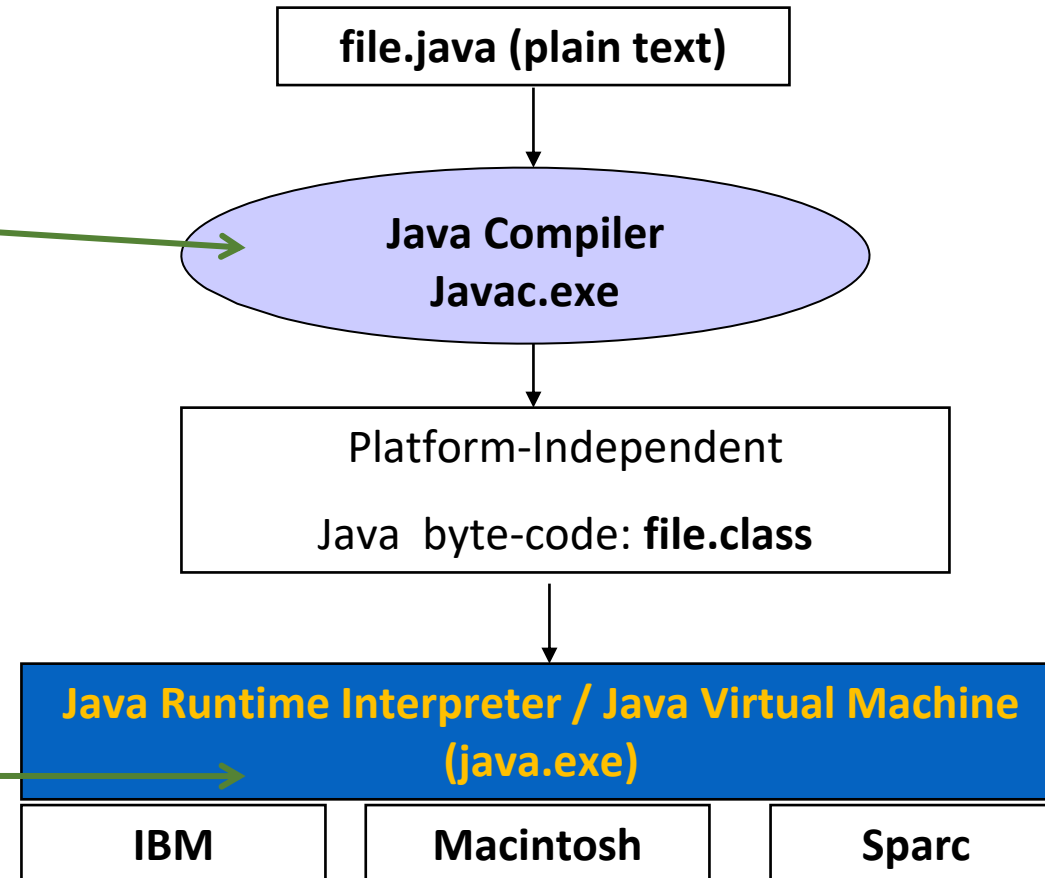 file.java (plain text)
Java Compiler
Javac.exe
Platform-Independent
Java byte-code: file.class
Java Runtime Interpreter / Java Virtual Machine
(java.exe)
IBM
Macintosh
Sparc